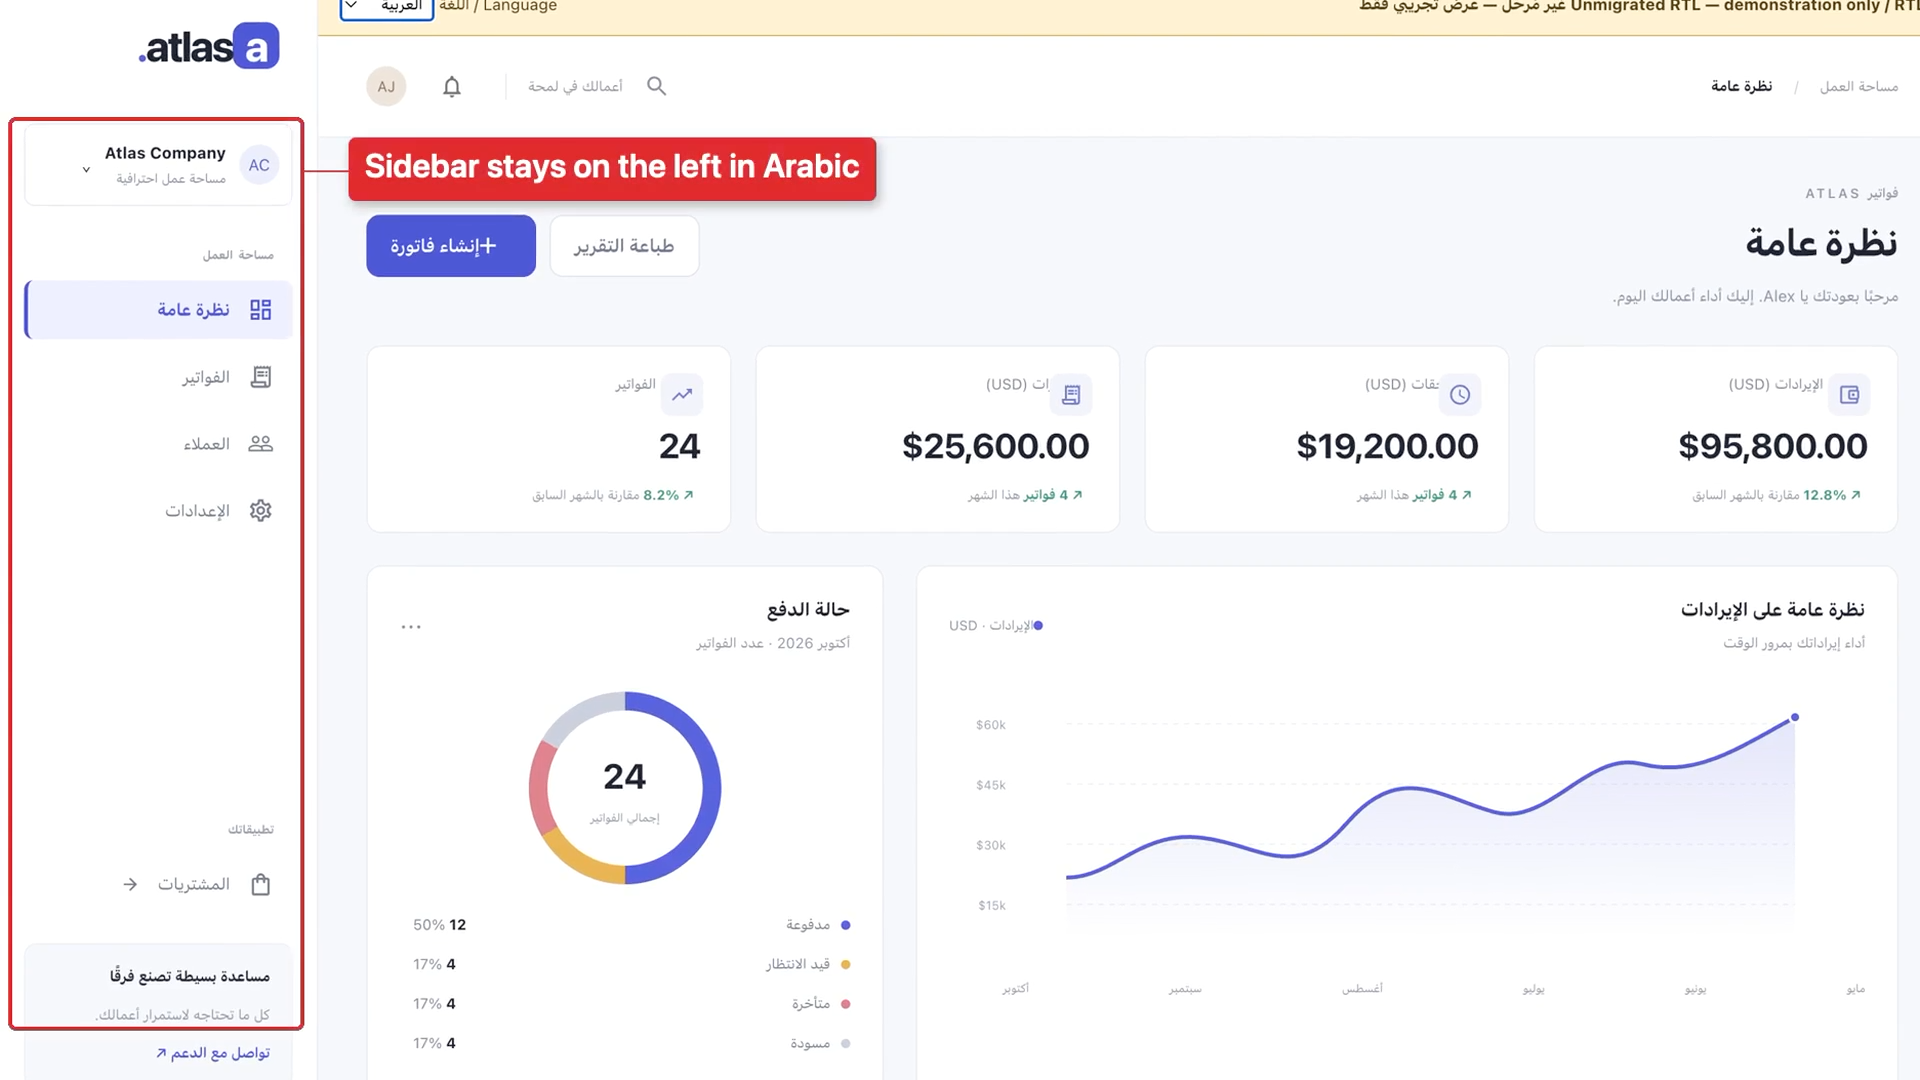 العربية
اللغة / Language
Unmigrated RTL — demonstration only / RTL غير مُرحّل — عرض تجريبي فقط
atlas.
a
مساحة العمل / نظرة عامة
أعمالك في لمحة
AJ
AC
Atlas Company
مساحة عمل احترافية
Sidebar stays on the left in Arabic
مساحة العمل
نظرة عامة
الفواتير
العملاء
الإعدادات
تطبيقاتك
المشتريات
مساعدة بسيطة تصنع فرقًا
كل ما تحتاجه لاستمرار أعمالك.
تواصل مع الدعم ↗
فواتير ATLAS
نظرة عامة
مرحبًا بعودتك يا Alex. إليك أداء أعمالك اليوم.
طباعة التقرير
+إنشاء فاتورة
الإيرادات (USD)
$95,800.00
↗ 12.8% مقارنة بالشهر السابق
(USD)
$19,200.00
↗ 4 فواتير هذا الشهر
(USD)
$25,600.00
↗ 4 فواتير هذا الشهر
الفواتير
24
↗ 8.2% مقارنة بالشهر السابق
نظرة عامة على الإيرادات
أداء إيراداتك بمرور الوقت
الإيرادات · USD
$60k
$45k
$30k
$15k
مايو
يونيو
يوليو
أغسطس
سبتمبر
أكتوبر
حالة الدفع
أكتوبر 2026 · عدد الفواتير
24
إجمالي الفواتير
مدفوعة 12 50%
قيد الانتظار 4 17%
متأخرة 4 17%
مسودة 4 17%